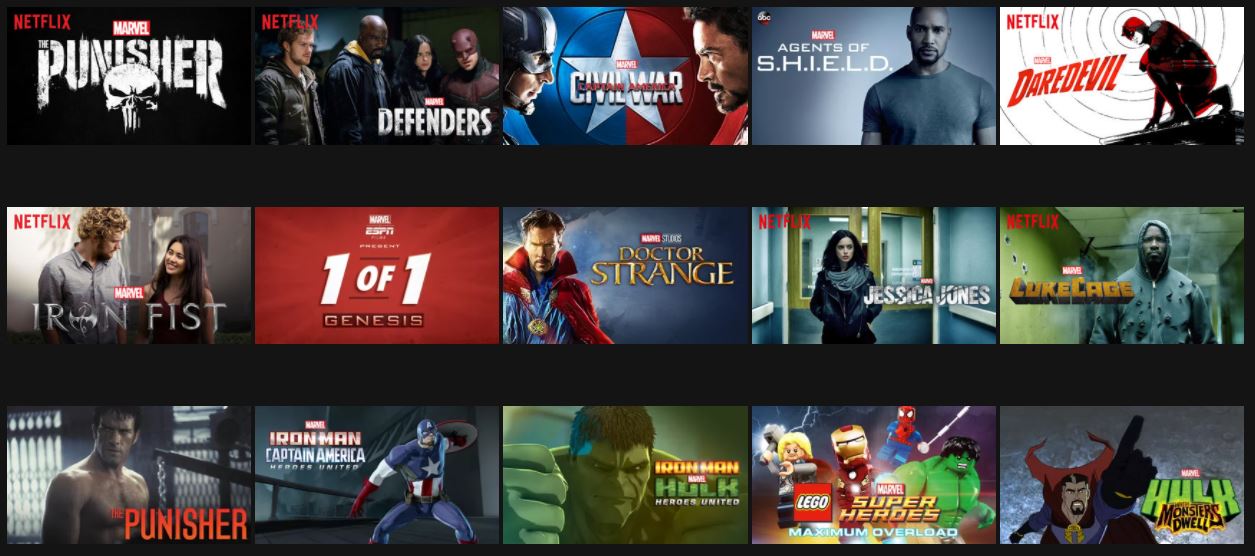 NETFLIX
MARVEL
THE
PUNISHER
NETFLIX
MARVEL
DEFENDERS
MARVEL
CAPTAIN AMERICA
CIVIL WAR
abc
MARVEL
AGENTS OF
S.H.I.E.L.D.
NETFLIX
MARVEL
DAREDEVIL
NETFLIX
MARVEL
IRON FIST
MARVEL
ESPN
PRESENT
1 OF 1
GENESIS
MARVEL STUDIOS
DOCTOR
STRANGE
NETFLIX
MARVEL
JESSICA JONES
NETFLIX
MARVEL
LUKE CAGE
THE PUNISHER
MARVEL
IRON MAN
CAPTAIN AMERICA
HEROES UNITED
IRON MAN
MARVEL
HULK
HEROES UNITED
LEGO
MARVEL
SUPER
HEROES
MAXIMUM OVERLOAD
MARVEL
HULK
MONSTERS
DWELL